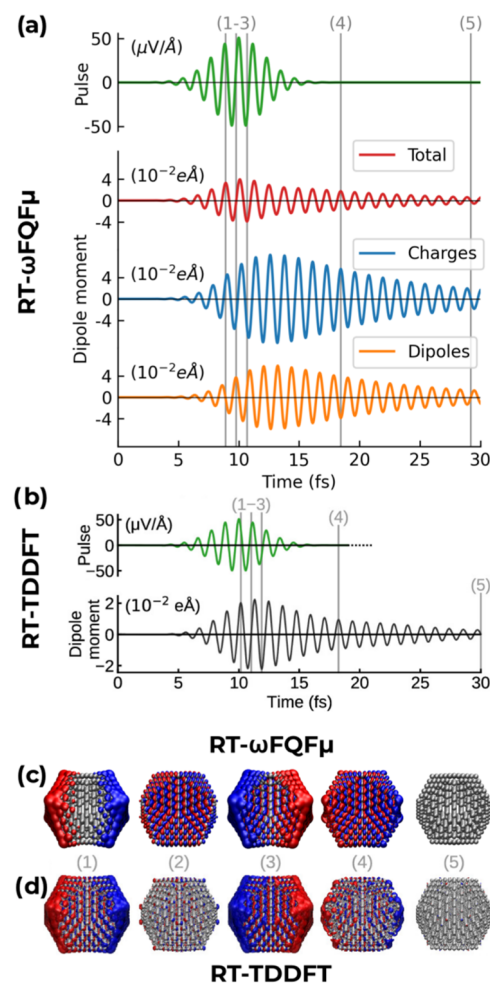 (a)
(1-3)
(4)
(5)
50
0
-50
(μV/Å)
Pulse
Total
4
0
-4
(10⁻²eÅ)
Charges
4
0
-4
(10⁻²eÅ)
Dipoles
4
0
-4
(10⁻²eÅ)
Dipole moment
RT-ωFQFμ
0
5
10
15
20
25
30
Time (fs)
(b)
(1−3)
(4)
(5)
50
0
−50
(μV/Å)
Pulse
2
0
−2
(10⁻² eÅ)
Dipole
moment
RT-TDDFT
0
5
10
15
20
25
30
Time (fs)
RT-ωFQFμ
(c)
(1)
(2)
(3)
(4)
(5)
(d)
RT-TDDFT